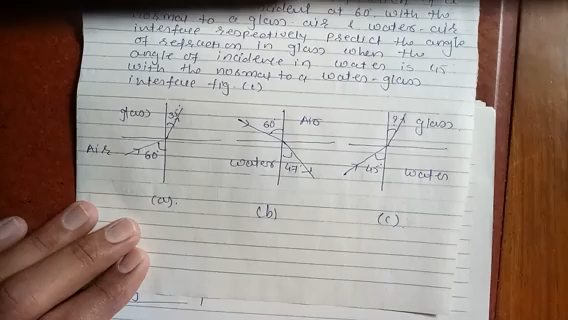 incident at 60° with the
normal to a glass-air & water-air
interface respectively predict the angle
of refraction in glass when the
angle of incidence in water is 45
with the normal to a water-glass
interface fig. (c)
glass
Air
60°
(a).
60°
Air
water
47°
(b)
?
glass
45°
water
(c)